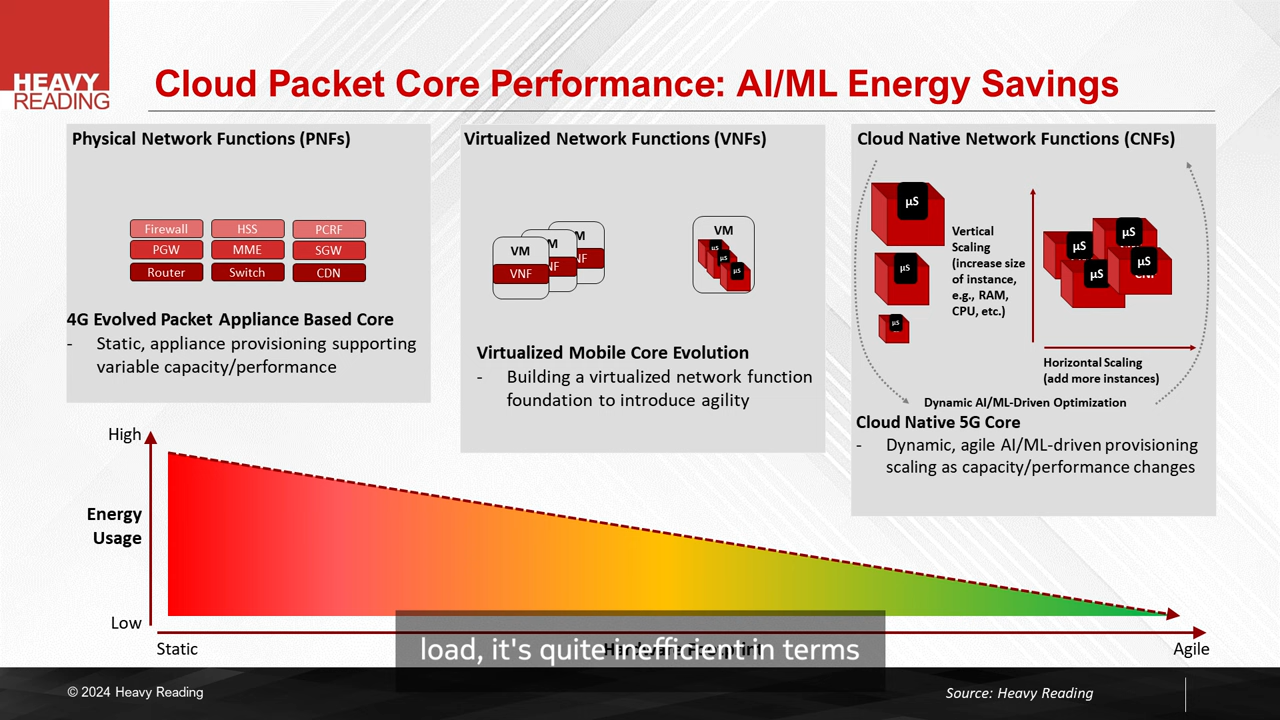 HEAVY
READING
Cloud Packet Core Performance: AI/ML Energy Savings
Physical Network Functions (PNFs)
Firewall HSS PCRF
PGW MME SGW
Router Switch CDN
4G Evolved Packet Appliance Based Core
- Static, appliance provisioning supporting
variable capacity/performance
Virtualized Network Functions (VNFs)
VM
VNF
VM
µS
µS
µS
Virtualized Mobile Core Evolution
- Building a virtualized network function
foundation to introduce agility
Cloud Native Network Functions (CNFs)
µS
µS
µS
Vertical
Scaling
(increase size
of instance,
e.g., RAM,
CPU, etc.)
µS
µS
µS
µS
Horizontal Scaling
(add more instances)
Dynamic AI/ML-Driven Optimization
Cloud Native 5G Core
- Dynamic, agile AI/ML-driven provisioning
scaling as capacity/performance changes
High
Energy
Usage
Low
Static
Agile
load, it's quite inefficient in terms
© 2024 Heavy Reading
Source: Heavy Reading